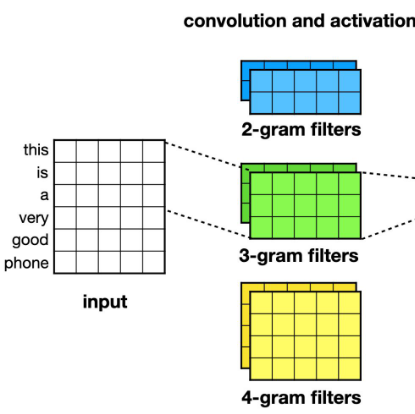 convolution and activation
2-gram filters
this
is
a
very
good
phone
input
3-gram filters
4-gram filters